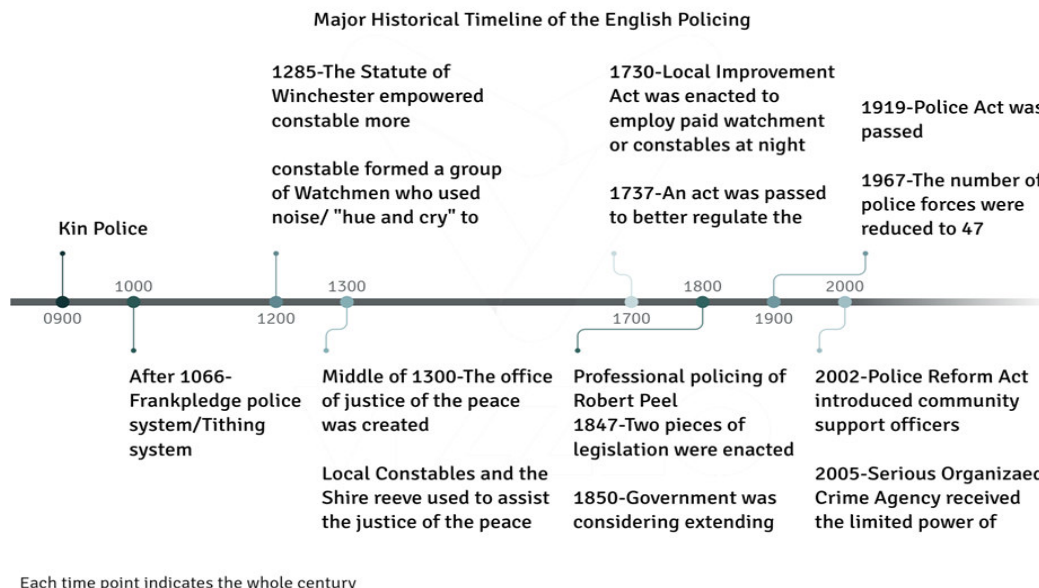 Major Historical Timeline of the English Policing
1285-The Statute of
Winchester empowered
constable more
constable formed a group
of Watchmen who used
noise/ "hue and cry" to
1730-Local Improvement
Act was enacted to
employ paid watchment
or constables at night
1737-An act was passed
to better regulate the
1919-Police Act was
passed
1967-The number of
police forces were
reduced to 47
Kin Police
1000
1300
1800
2000
0900
1200
1700
1900
After 1066-
Frankpledge police
system/Tithing
system
Middle of 1300-The office
of justice of the peace
was created
Local Constables and the
Shire reeve used to assist
the justice of the peace
Professional policing of
Robert Peel
1847-Two pieces of
legislation were enacted
1850-Government was
considering extending
2002-Police Reform Act
introduced community
support officers
2005-Serious Organizaed
Crime Agency received
the limited power of
Each time point indicates the whole century